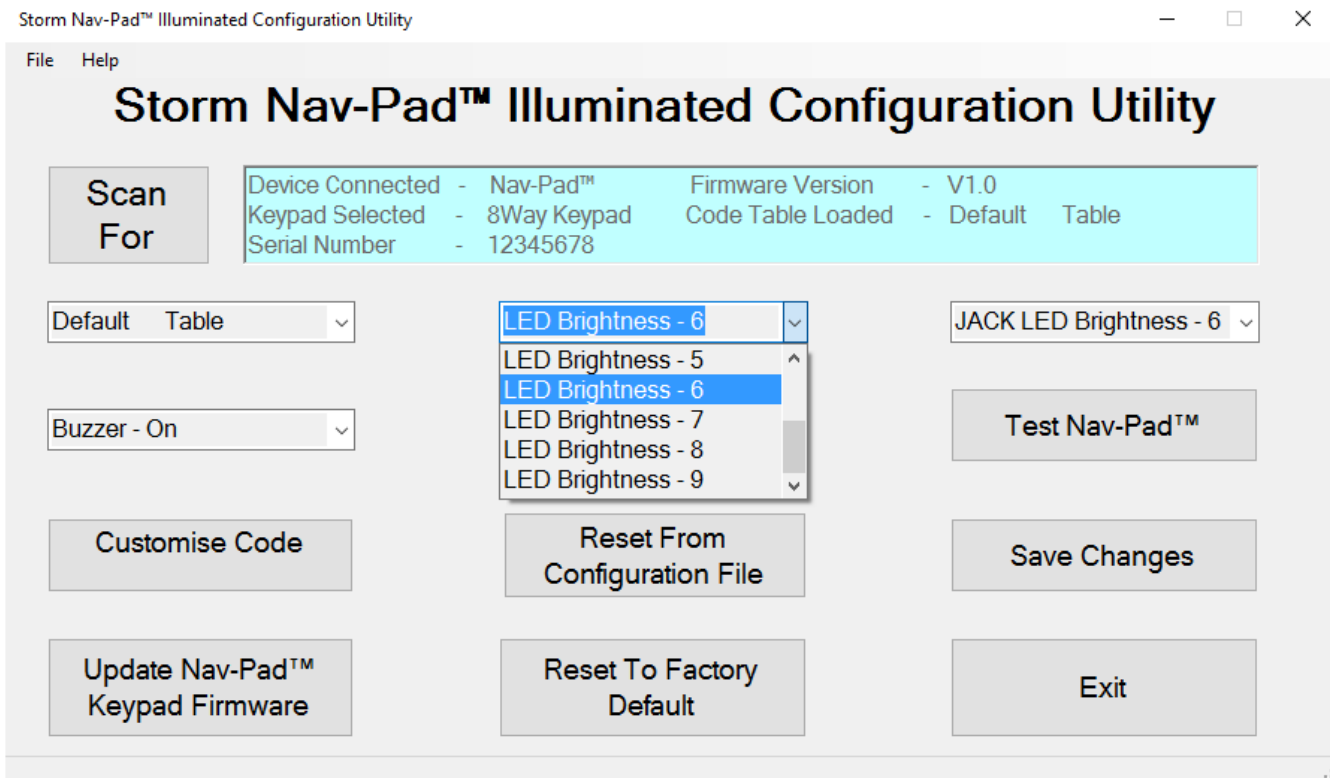 Storm Nav-Pad™ Illuminated Configuration Utility
File Help
Storm Nav-Pad™ Illuminated Configuration Utility
Scan
For
Device Connected - Nav-Pad™ Firmware Version - V1.0
Keypad Selected - 8Way Keypad Code Table Loaded - Default Table
Serial Number - 12345678
Default Table
LED Brightness - 6
JACK LED Brightness - 6
LED Brightness - 5
LED Brightness - 6
LED Brightness - 7
LED Brightness - 8
LED Brightness - 9
Buzzer - On
Test Nav-Pad™
Customise Code
Reset From
Configuration File
Save Changes
Update Nav-Pad™
Keypad Firmware
Reset To Factory
Default
Exit